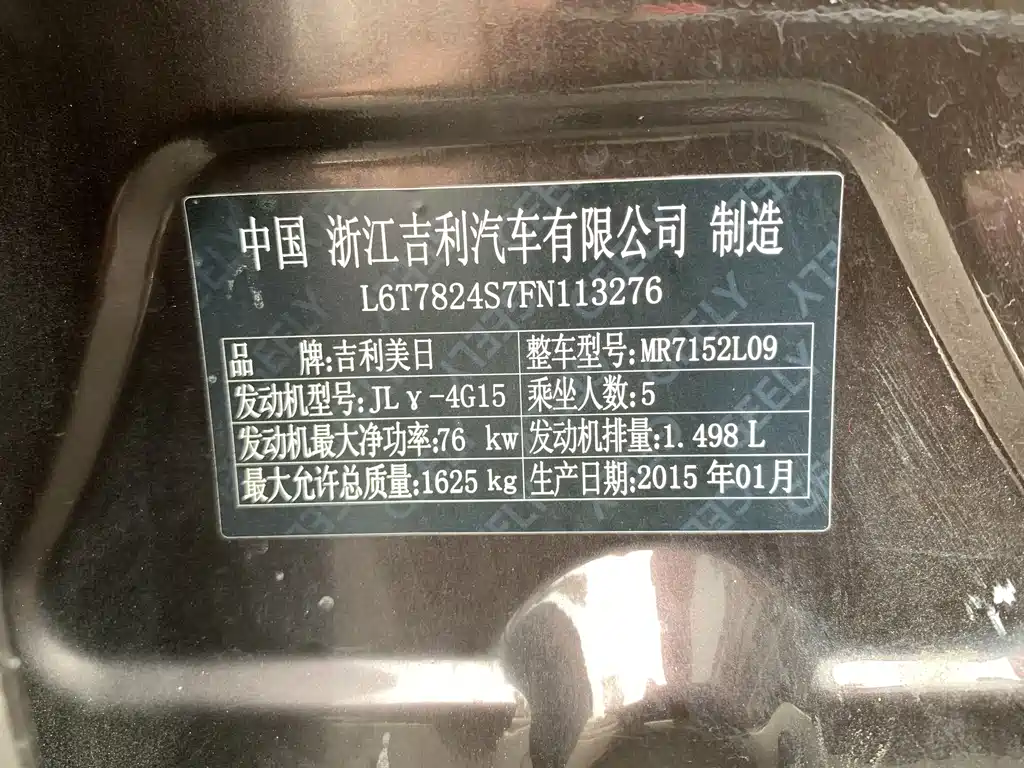 中国 浙江吉利汽车有限公司 制造
L6T7824S7FN113276
品 牌:吉利美日 整车型号:MR7152L09
发动机型号:JLγ-4G15 乘坐人数:5
发动机最大净功率:76 kw 发动机排量:1.498 L
最大允许总质量:1625 kg 生产日期:2015 年01月
GEELY